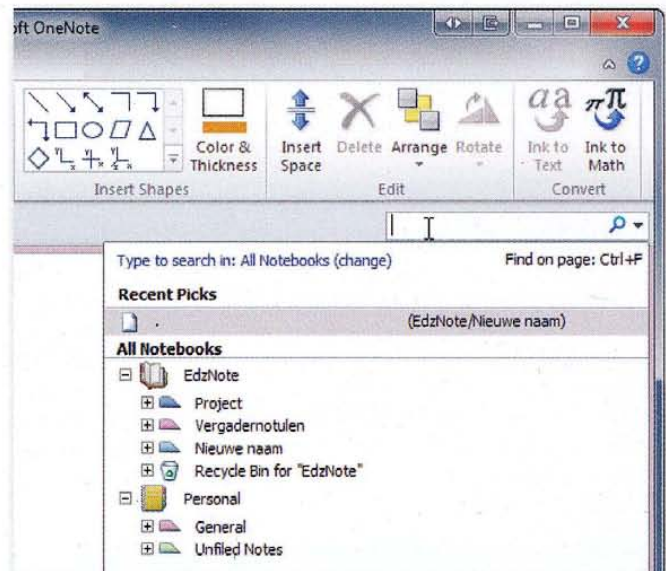 oft OneNote
Color & Thickness
Insert Space
Delete
Arrange
Rotate
Ink to Text
Ink to Math
Insert Shapes
Edit
Convert
Type to search in: All Notebooks (change)
Find on page: Ctrl+F
Recent Picks
. (EdzNote/Nieuwe naam)
All Notebooks
EdzNote
Project
Vergadernotulen
Nieuwe naam
Recycle Bin for "EdzNote"
Personal
General
Unfiled Notes